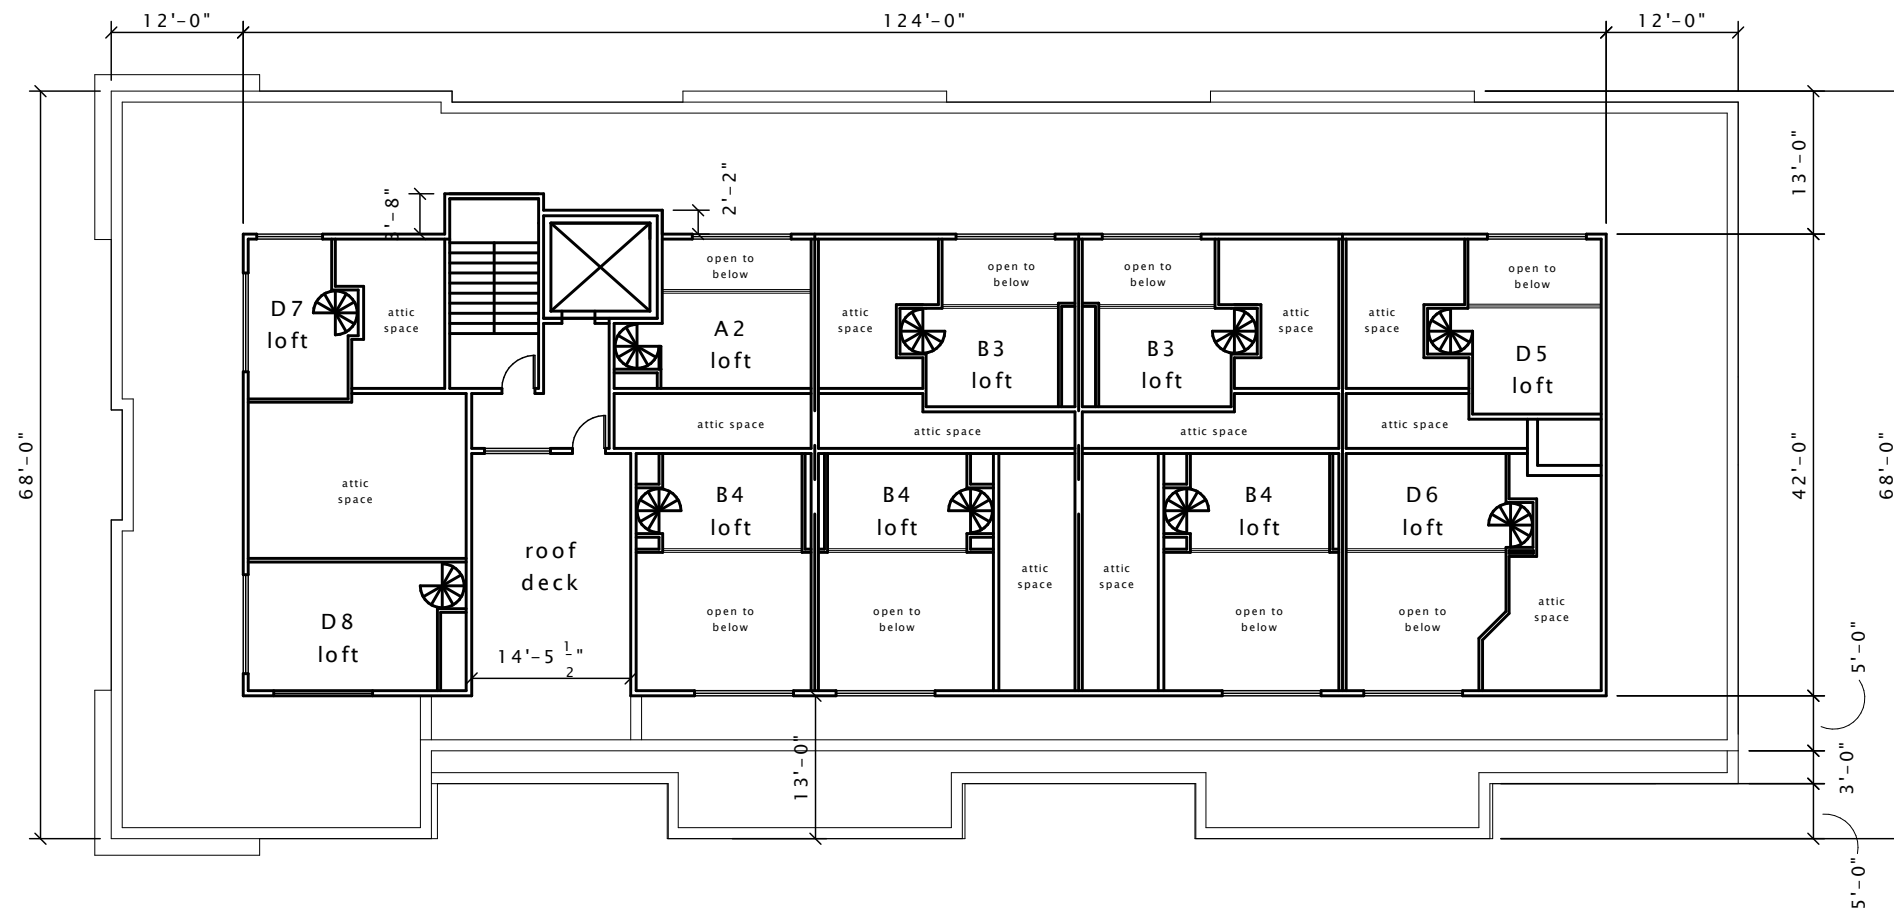 12'-0"
124'-0"
12'-0"
13'-0"
2'-2"
'-8"
open to
below
open to
below
open to
below
open to
below
D7
loft
attic
space
A2
loft
attic
space
B3
loft
B3
loft
attic
space
attic
space
D5
loft
68'-0"
attic space
attic space
attic space
attic space
42'-0"
68'-0"
attic
space
B4
loft
B4
loft
B4
loft
D6
loft
roof
deck
attic
space
attic
space
D8
loft
open to
below
open to
below
open to
below
open to
below
attic
space
14'-5 1/2"
5'-0"
13'-0"
3'-0"
5'-0"